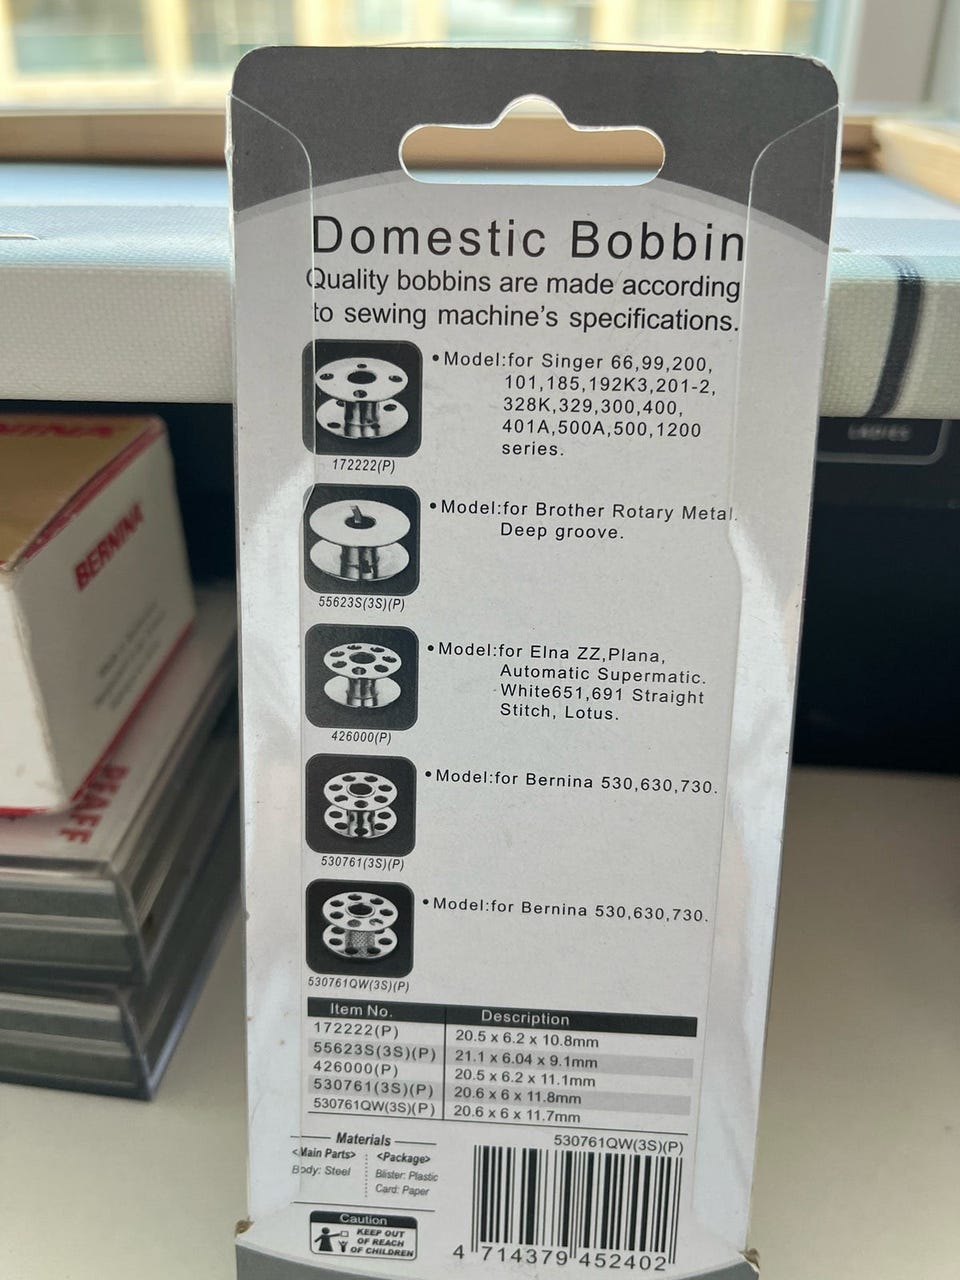 Domestic Bobbin
Quality bobbins are made according
to sewing machine's specifications.
•Model:for Singer 66,99,200,
101,185,192K3,201-2,
328K,329,300,400,
401A,500A,500,1200
series.
172222(P)
•Model:for Brother Rotary Metal.
Deep groove.
55623S(3S)(P)
•Model:for Elna ZZ,Plana,
Automatic Supermatic.
White651,691 Straight
Stitch, Lotus.
426000(P)
•Model:for Bernina 530,630,730.
530761(3S)(P)
•Model:for Bernina 530,630,730.
530761QW(3S)(P)
Item No. Description
172222(P) 20.5 x 6.2 x 10.8mm
55623S(3S)(P) 21.1 x 6.04 x 9.1mm
426000(P) 20.5 x 6.2 x 11.1mm
530761(3S)(P) 20.6 x 6 x 11.8mm
530761QW(3S)(P) 20.6 x 6 x 11.7mm
Materials
<Main Parts> <Package>
Body: Steel Blister: Plastic
Card: Paper
530761QW(3S)(P)
4 714379 452402
Caution
KEEP OUT
OF REACH
OF CHILDREN
BERNINA
BERNINA
PFAFF
LADIES